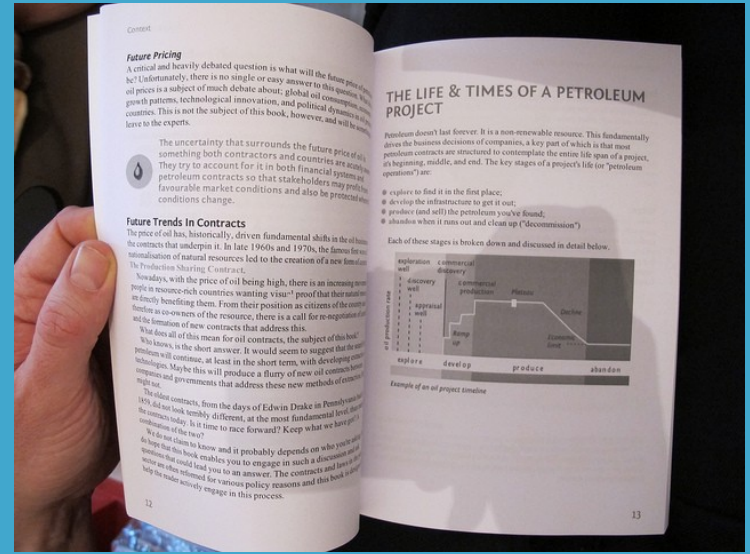 Context
Future Pricing
A critical and heavily debated question is what will the future price of
be? Unfortunately, there is no single or easy answer to this question.
oil prices is a subject of much debate about: global oil consumption,
growth patterns, technological innovation, and political dynamics in
countries. This is not the subject of this book, however, and will be
leave to the experts.
The uncertainty that surrounds the future price of oil is
something both contractors and countries are acutely
They try to account for it in both financial systems and
petroleum contracts so that stakeholders may profit from
favourable market conditions and also be protected when
conditions change.
Future Trends In Contracts
The price of oil has, historically, driven fundamental shifts in the oil
the contracts that underpin it. In late 1960s and 1970s, the famous first
nationalisation of natural resources led to the creation of a new form of
The Production Sharing Contract.
Nowadays, with the price of oil being high, there is an increasing
people in resource-rich countries wanting visual proof that their natural
are directly benefiting them. From their position as citizens of the country
therefore as co-owners of the resource, there is a call for re-negotiation of
and the formation of new contracts that address this.
What does all of this mean for oil contracts, the subject of this book?
Who knows, is the short answer. It would seem to suggest that the
petroleum will continue, at least in the short term, with developing
technologies. Maybe this will produce a flurry of new oil contracts between
companies and governments that address these new methods of extraction
might not.
The oldest contracts, from the days of Edwin Drake in Pennsylvania
1859, did not look terribly different, at the most fundamental level, than
the contracts today. Is it time to race forward? Keep what we have got?
combination of the two?
We do not claim to know and it probably depends on who you're
do hope that this book enables you to engage in such a discussion and
questions that could lead you to an answer. The contracts and laws in the
sector are often reformed for various policy reasons and this book is
help the reader actively engage in this process.
12
THE LIFE & TIMES OF A PETROLEUM
PROJECT
Petroleum doesn't last forever. It is a non-renewable resource. This fundamentally
drives the business decisions of companies, a key part of which is that most
petroleum contracts are structured to contemplate the entire life span of a project,
it's beginning, middle, and end. The key stages of a project's life (or "petroleum
operations") are:
explore to find it in the first place;
develop the infrastructure to get it out;
produce (and sell) the petroleum you've found;
abandon when it runs out and clean up ("decommission")
Each of these stages is broken down and discussed in detail below.
exploration well
commercial discovery
discovery well
commercial production
Plateau
appraisal well
Decline
Ramp up
Economic limit
oil production rate
explore
develop
produce
abandon
Example of an oil project timeline
13